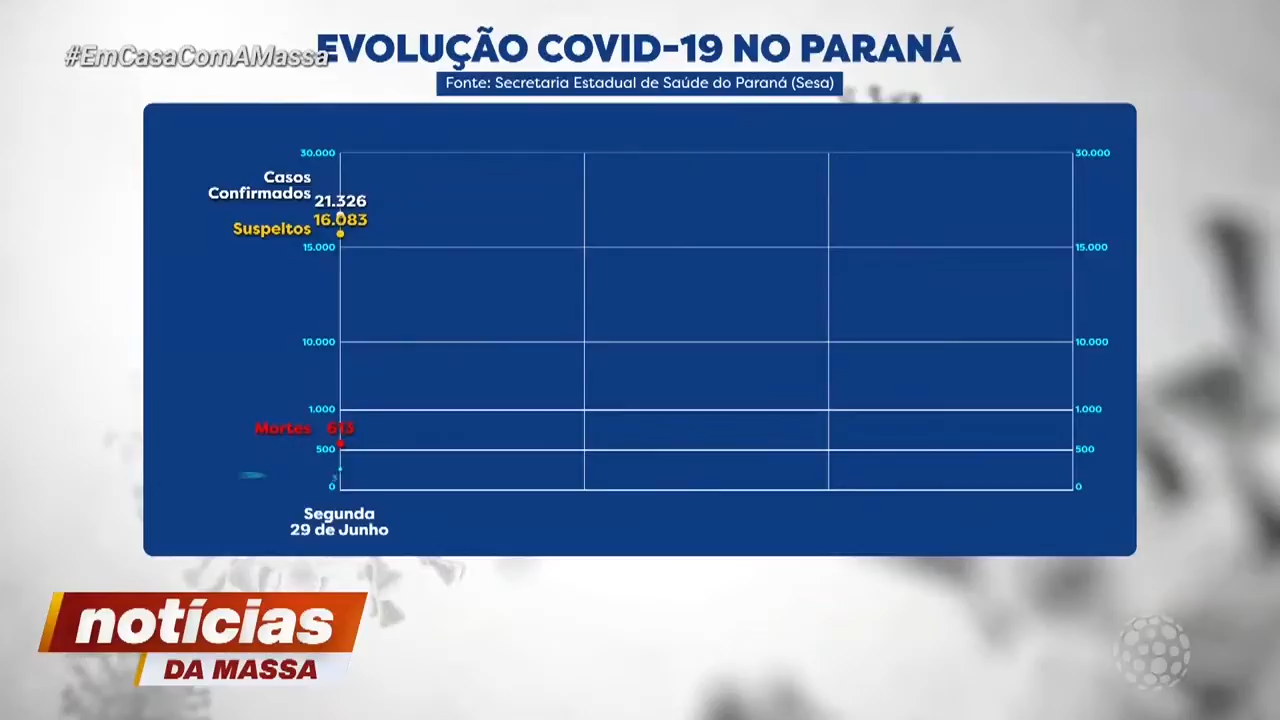 #EmCasaComAMassa
EVOLUÇÃO COVID-19 NO PARANÁ
Fonte: Secretaria Estadual de Saúde do Paraná (Sesa)
30.000
30.000
Casos
Confirmados
21.326
16.083
Suspeitos
15.000
15.000
10.000
10.000
1.000
1.000
Mortes 613
500
500
0
0
Segunda
29 de Junho
notícias
DA MASSA